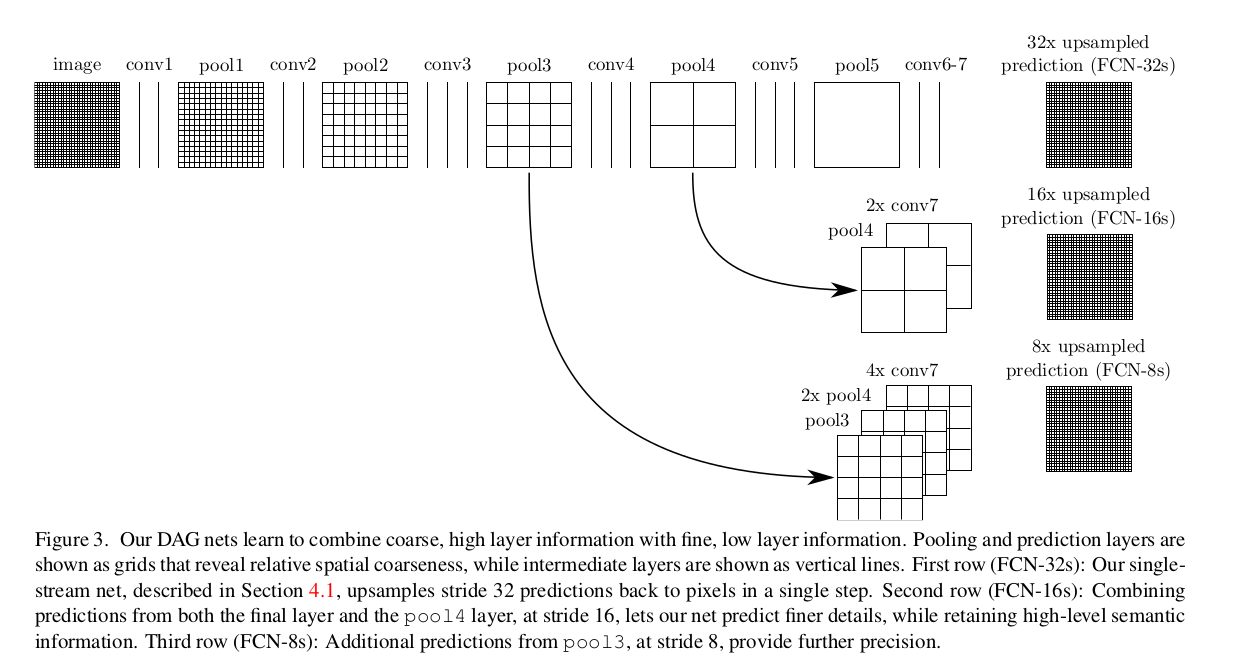 image conv1 pool1 conv2 pool2 conv3 pool3 conv4 pool4 conv5 pool5 conv6-7
32x upsampled
prediction (FCN-32s)
16x upsampled
prediction (FCN-16s)
2x conv7
pool4
8x upsampled
prediction (FCN-8s)
4x conv7
2x pool4
pool3
Figure 3. Our DAG nets learn to combine coarse, high layer information with fine, low layer information. Pooling and prediction layers are
shown as grids that reveal relative spatial coarseness, while intermediate layers are shown as vertical lines. First row (FCN-32s): Our single-
stream net, described in Section 4.1, upsamples stride 32 predictions back to pixels in a single step. Second row (FCN-16s): Combining
predictions from both the final layer and the pool4 layer, at stride 16, lets our net predict finer details, while retaining high-level semantic
information. Third row (FCN-8s): Additional predictions from pool3, at stride 8, provide further precision.